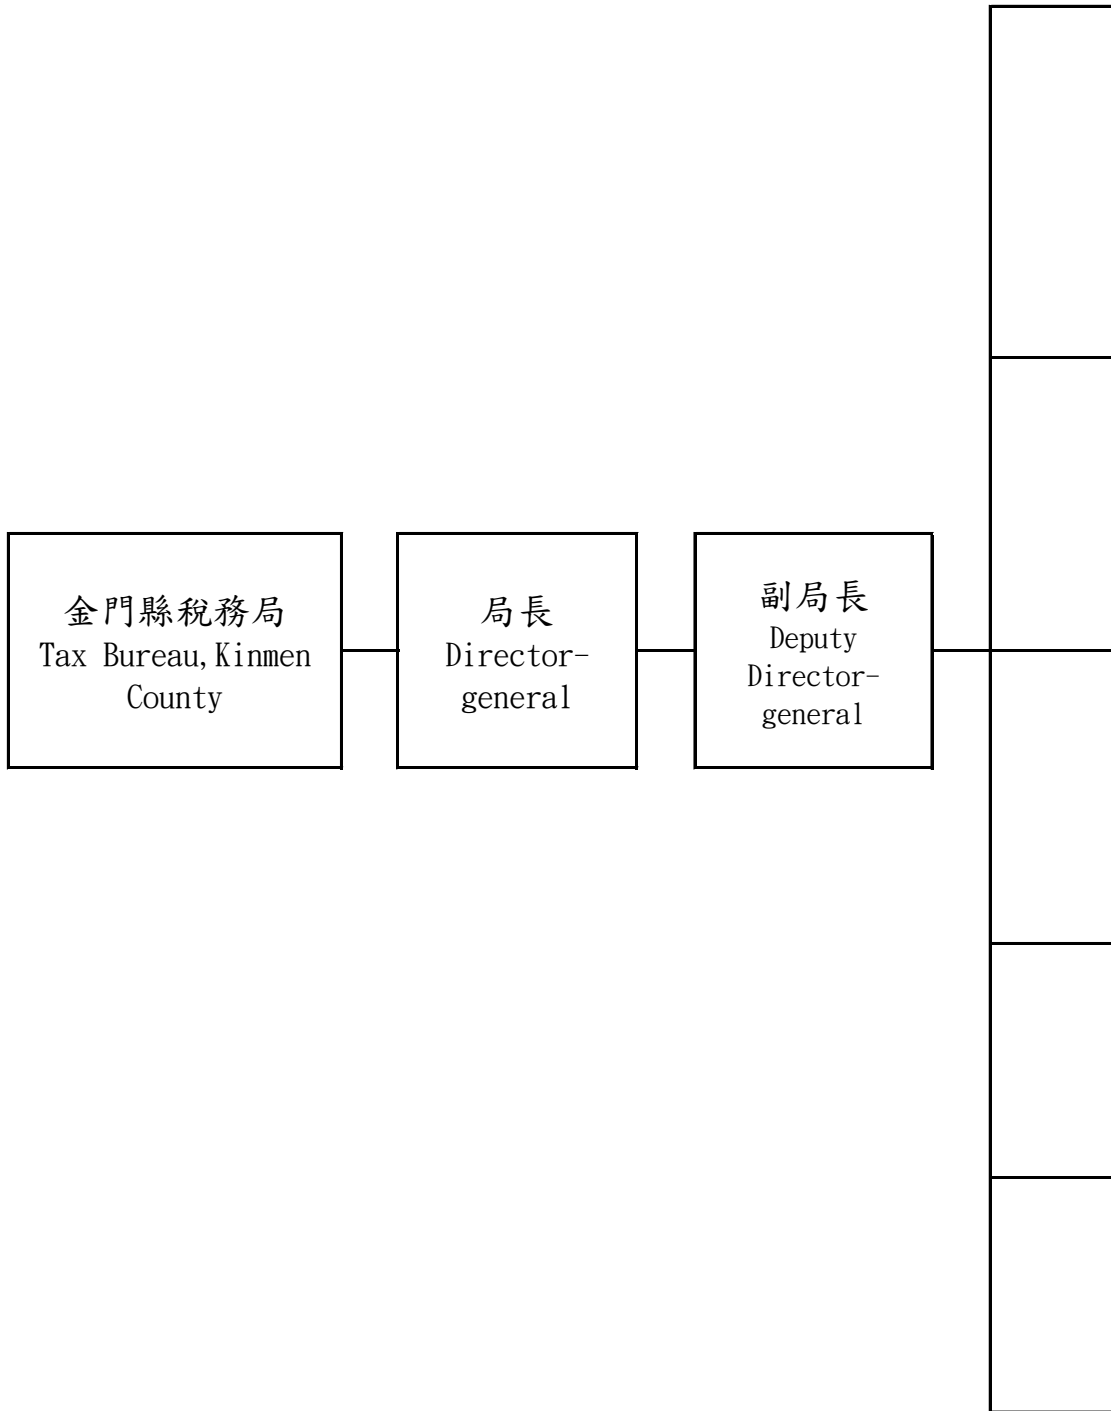 金門縣稅務局
Tax Bureau,Kinmen
County
局長
Director-
general
副局長
Deputy
Director-
general